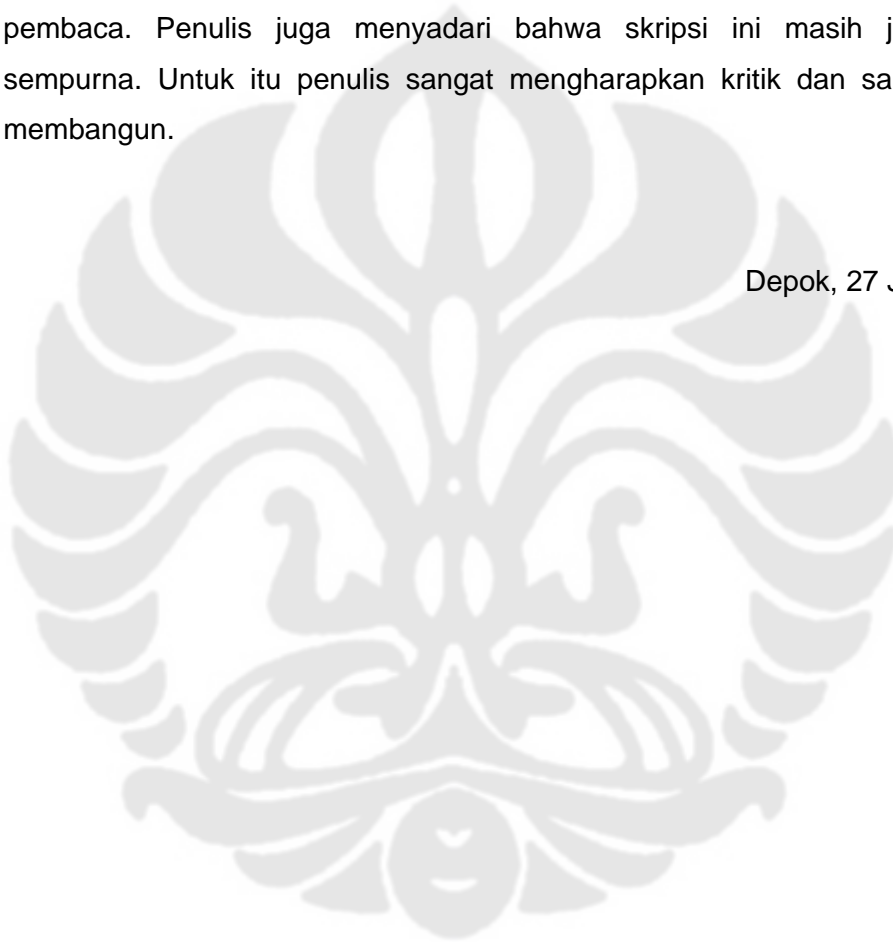 pembaca. Penulis juga menyadari bahwa skripsi ini masih j
sempurna. Untuk itu penulis sangat mengharapkan kritik dan sa
membangun.
Depok, 27 J